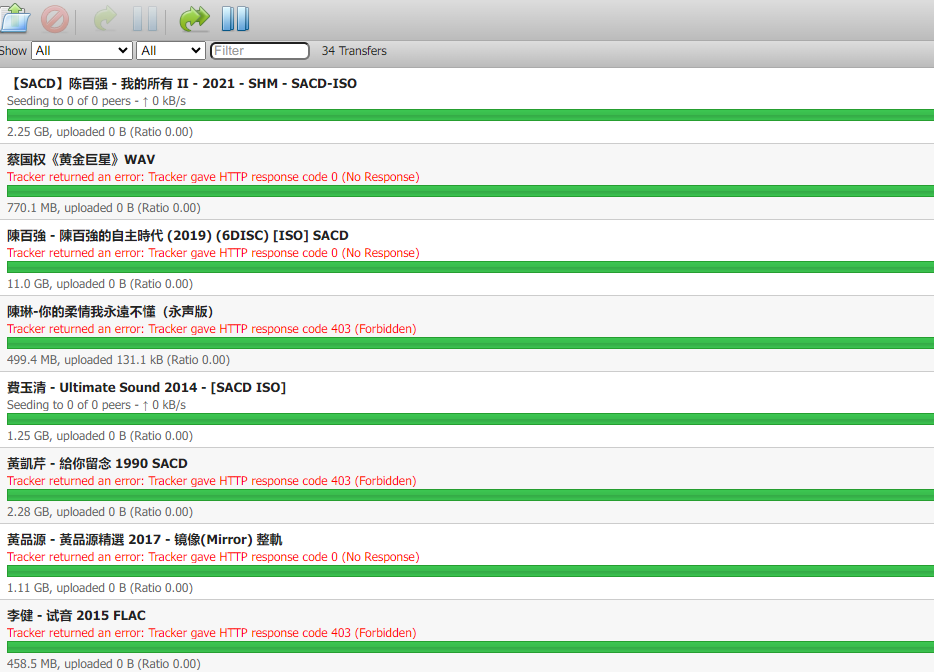 Show All All Filter 34 Transfers
【SACD】陈百强 - 我的所有 II - 2021 - SHM - SACD-ISO
Seeding to 0 of 0 peers - ↑ 0 kB/s
2.25 GB, uploaded 0 B (Ratio 0.00)
蔡国权《黄金巨星》WAV
Tracker returned an error: Tracker gave HTTP response code 0 (No Response)
770.1 MB, uploaded 0 B (Ratio 0.00)
陳百強 - 陳百強的自主時代 (2019) (6DISC) [ISO] SACD
Tracker returned an error: Tracker gave HTTP response code 0 (No Response)
11.0 GB, uploaded 0 B (Ratio 0.00)
陳琳-你的柔情我永遠不懂（永声版）
Tracker returned an error: Tracker gave HTTP response code 403 (Forbidden)
499.4 MB, uploaded 131.1 kB (Ratio 0.00)
費玉清 - Ultimate Sound 2014 - [SACD ISO]
Seeding to 0 of 0 peers - ↑ 0 kB/s
1.25 GB, uploaded 0 B (Ratio 0.00)
黃凱芹 - 給你留念 1990 SACD
Tracker returned an error: Tracker gave HTTP response code 403 (Forbidden)
2.28 GB, uploaded 0 B (Ratio 0.00)
黃品源 - 黃品源精選 2017 - 镜像(Mirror) 整軌
Tracker returned an error: Tracker gave HTTP response code 0 (No Response)
1.11 GB, uploaded 0 B (Ratio 0.00)
李健 - 试音 2015 FLAC
Tracker returned an error: Tracker gave HTTP response code 403 (Forbidden)
458.5 MB, uploaded 0 B (Ratio 0.00)